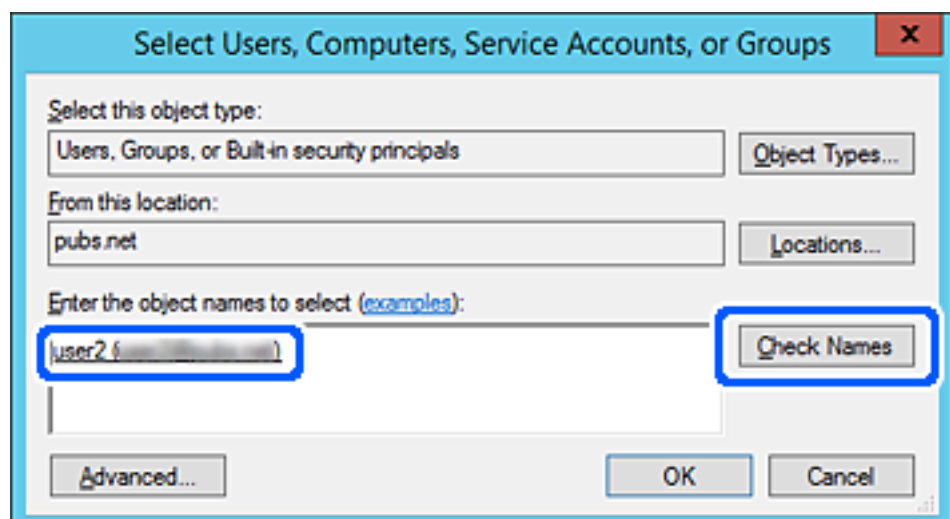 Select Users, Computers, Service Accounts, or Groups
x
Select this object type:
Users, Groups, or Built-in security principals
Object Types...
From this location:
pubs.net
Locations...
Enter the object names to select (examples):
user2 (
)
Check Names
Advanced...
OK
Cancel